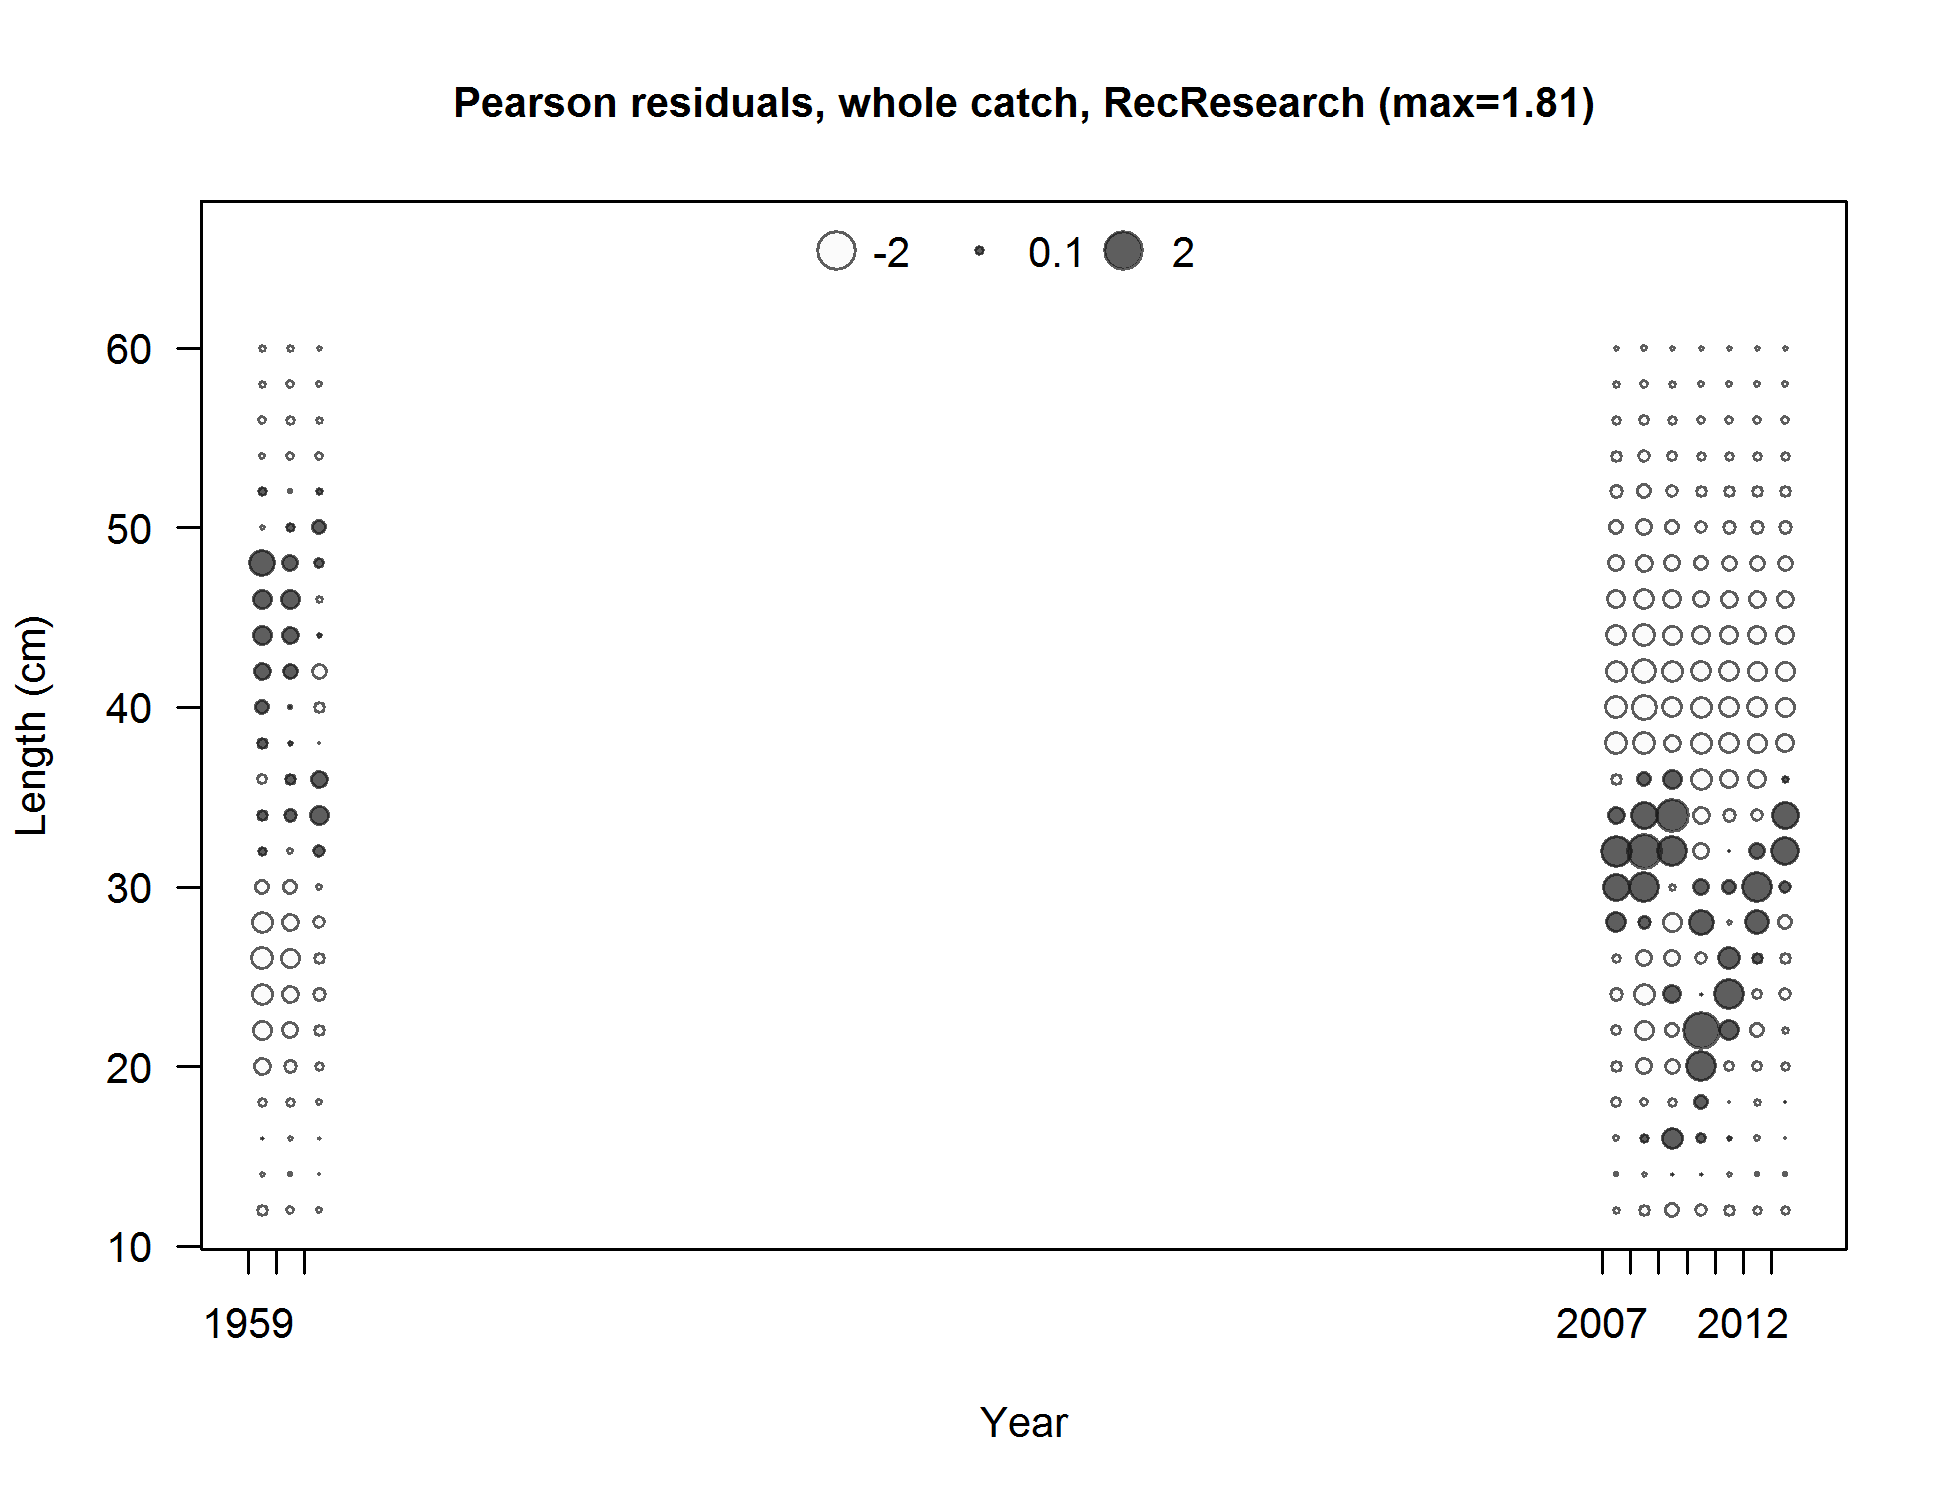 Pearson residuals, whole catch, RecResearch (max=1.81)
-2 0.1 2
60
50
40
30
20
10
Length (cm)
1959 2007 2012
Year